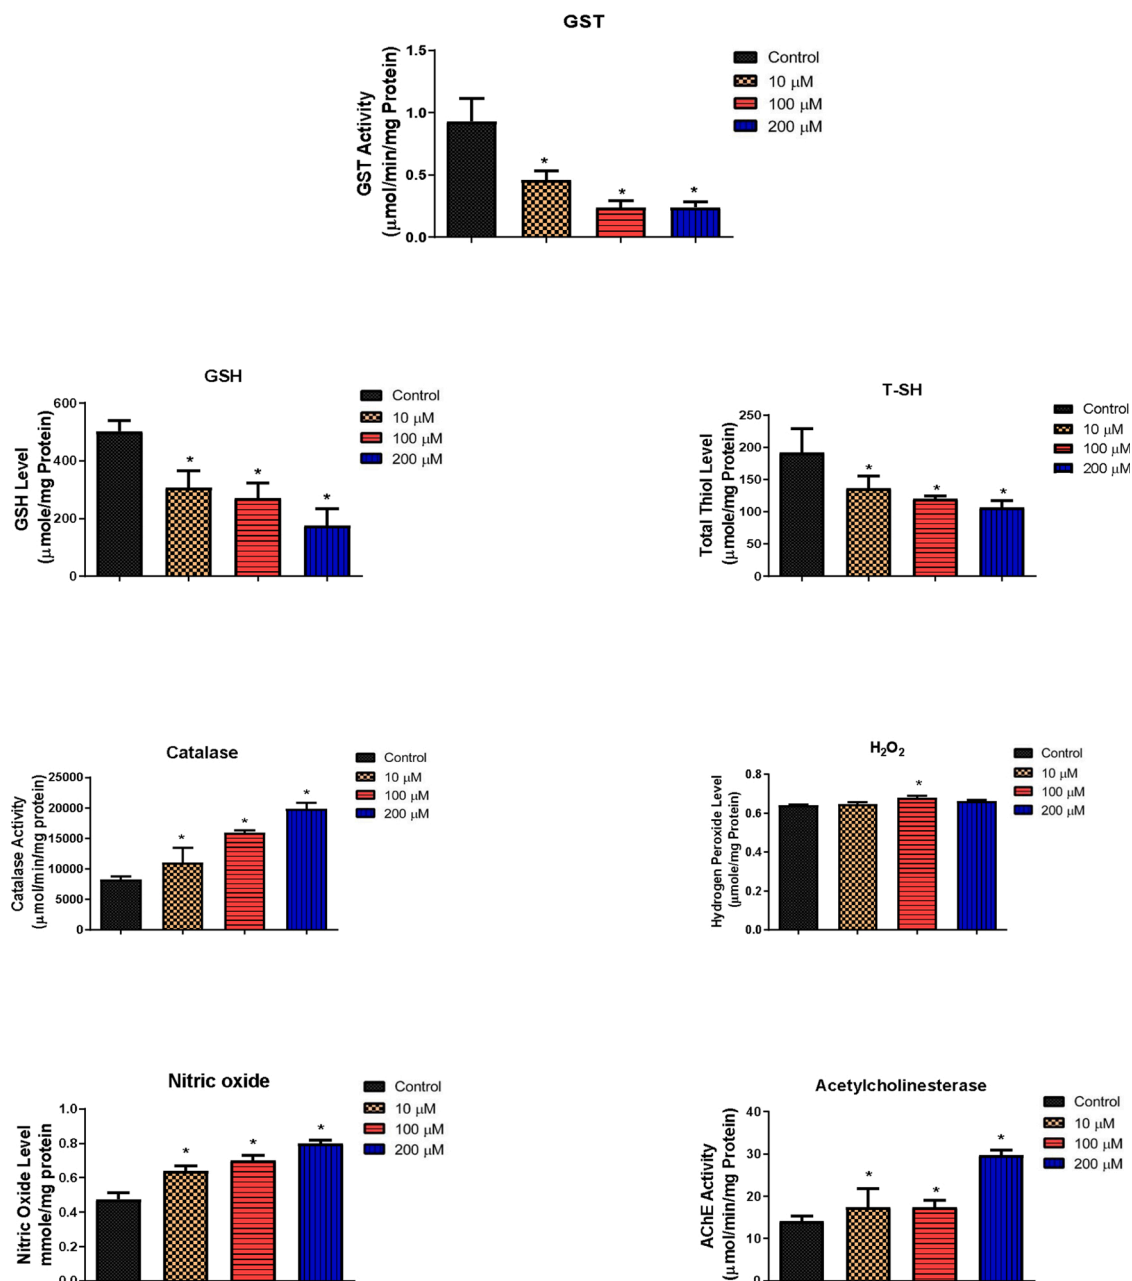 GST
GST Activity
(μmol/min/mg Protein)
1.5
1.0
0.5
0.0
*
*
*
Control
10 μM
100 μM
200 μM
GSH
GSH Level
(μmole/mg Protein)
600
400
200
0
*
*
*
Control
10 μM
100 μM
200 μM
T-SH
Total Thiol Level
(μmole/mg Protein)
250
200
150
100
50
0
*
*
*
Control
10 μM
100 μM
200 μM
Catalase
Catalase Activity
(μmol/min/mg protein)
25000
20000
15000
10000
5000
0
*
*
*
Control
10 μM
100 μM
200 μM
H₂O₂
Hydrogen Peroxide Level
(μmole/mg Protein)
0.8
0.6
0.4
0.2
0.0
*
Control
10 μM
100 μM
200 μM
Nitric oxide
Nitric Oxide Level
mmole/mg protein
1.0
0.8
0.6
0.4
0.2
0.0
*
*
*
Control
10 μM
100 μM
200 μM
Acetylcholinesterase
AChE Activity
(μmol/min/mg Protein)
40
30
20
10
0
*
*
*
Control
10 μM
100 μM
200 μM